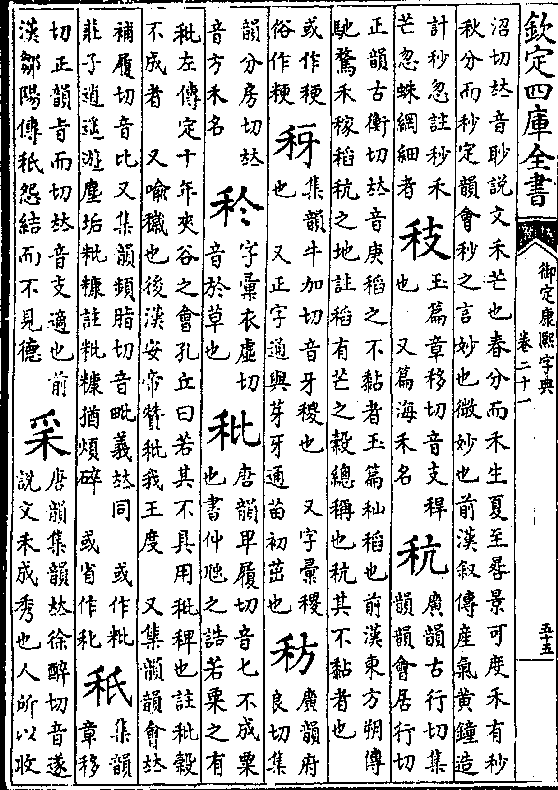 欽定四庫全書
御定康熙字典
卷二十一
五十五
沼切𠀤音眇説文禾芒也春分而禾生夏至晷景可度禾有秒
秋分而秒定韻會秒之言妙也微妙也前漢叙傳産氣黄鐘造
計秒忽註秒禾
芒忽蛛網細者
秓
玉篇章移切音支稈
也 又篇海禾名
秔
廣韻古行切集
韻韻會居行切
正韻古衡切𠀤音庚稻之不黏者玉篇秈稻也前漢東方朔傳
馳騖禾稼稻秔之地註稻有芒之穀總稱也秔其不黏者也
或作稉
俗作粳
䄰
集韻牛加切音牙稷也 又字彙稷
也 又正字通與芽牙通苗初茁也
䄱
廣韻府
良切集
韻分房切𠀤
音方禾名
字彙衣虛切
音於草也
秕
唐韻卑履切音匕不成粟
也書仲虺之誥若粟之有
秕左傳定十年夾谷之會孔丘曰若其不具用秕稗也註秕穀
不成者 又喻穢也後漢安帝贊秕我王度 又集韻韻會𠀤
補履切音比又集韻頻脂切音毗義𠀤同 或作粃
莊子逍遙遊塵垢粃糠註粃糠猶煩碎 或省作
秖
集韻
章移
切正韻旨而切𠀤音支適也前
漢鄒陽傳秖怨結而不見德
采
唐韻集韻𠀤徐醉切音遂
説文禾成秀也人所以收